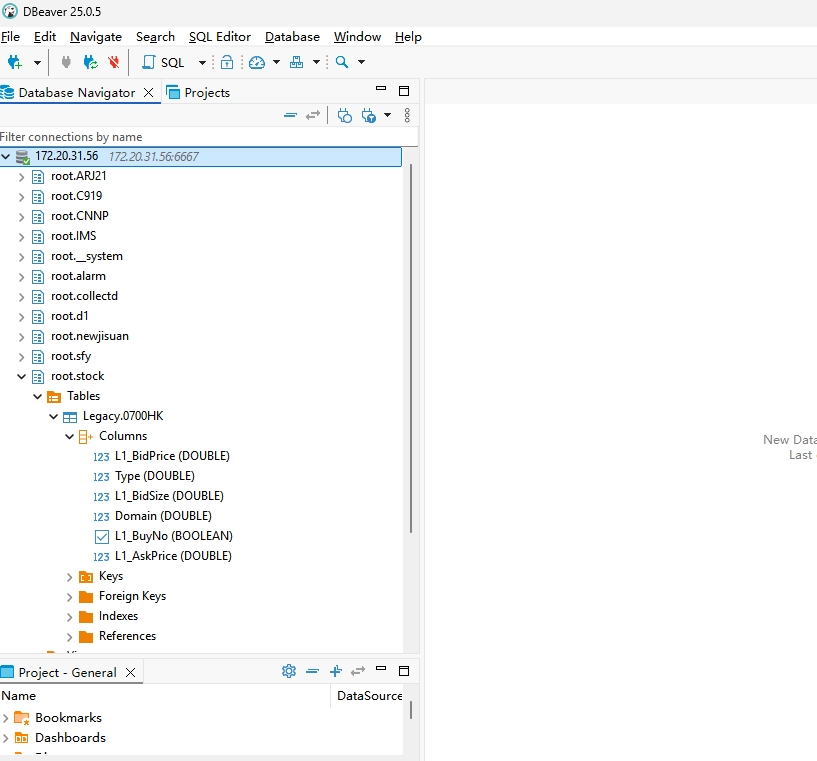 DBeaver 25.0.5
File Edit Navigate Search SQL Editor Database Window Help
SQL
Database Navigator Projects
Filter connections by name
172.20.31.56 172.20.31.56:6667
root.ARJ21
root.C919
root.CNNP
root.IMS
root.__system
root.alarm
root.collectd
root.d1
root.newjisuan
root.sfy
root.stock
Tables
Legacy.0700HK
Columns
123 L1_BidPrice (DOUBLE)
123 Type (DOUBLE)
123 L1_BidSize (DOUBLE)
123 Domain (DOUBLE)
L1_BuyNo (BOOLEAN)
123 L1_AskPrice (DOUBLE)
Keys
Foreign Keys
Indexes
References
New Data
Last
Project - General
Name DataSource
Bookmarks
Dashboards